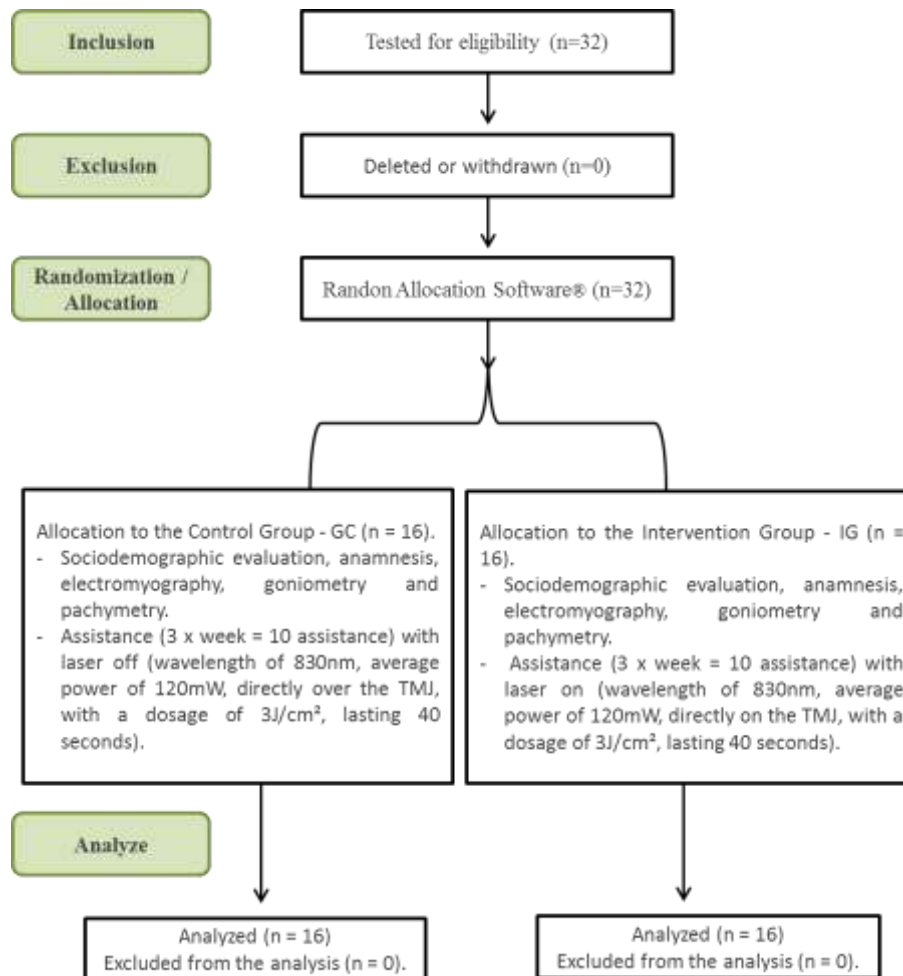 Inclusion
Tested for eligibility (n=32)
Exclusion
Deleted or withdrawn (n=0)
Randomization /
Allocation
Randon Allocation Software® (n=32)
Allocation to the Control Group - GC (n = 16).
- Sociodemographic evaluation, anamnesis,
electromyography, goniometry and
pachymetry.
- Assistance (3 x week = 10 assistance) with
laser off (wavelength of 830nm, average
power of 120mW, directly over the TMJ,
with a dosage of 3J/cm², lasting 40
seconds).
Allocation to the Intervention Group - IG (n =
16).
- Sociodemographic evaluation, anamnesis,
electromyography, goniometry and
pachymetry.
- Assistance (3 x week = 10 assistance) with
laser on (wavelength of 830nm, average
power of 120mW, directly on the TMJ, with a
dosage of 3J/cm², lasting 40 seconds).
Analyze
Analyzed (n = 16)
Excluded from the analysis (n = 0).
Analyzed (n = 16)
Excluded from the analysis (n = 0).